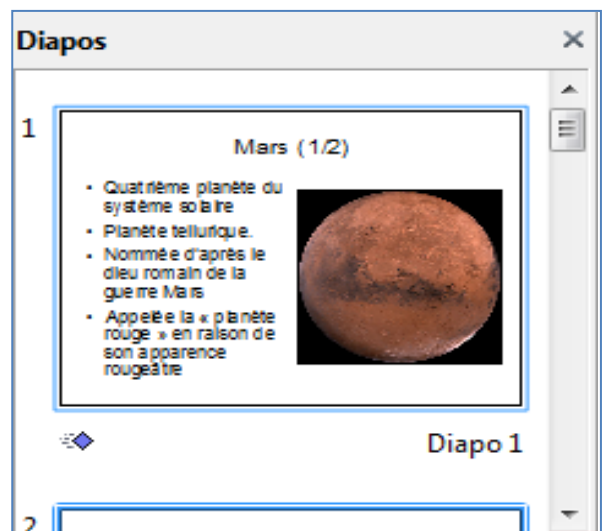 Diapos
1
Mars (1/2)
• Quatrième planète du
système solaire
• Planète tellurique.
• Nommée d'après le
dieu romain de la
guerre Mars
• Appelée la « planète
rouge » en raison de
son apparence
rougeâtre
Diapo 1
2